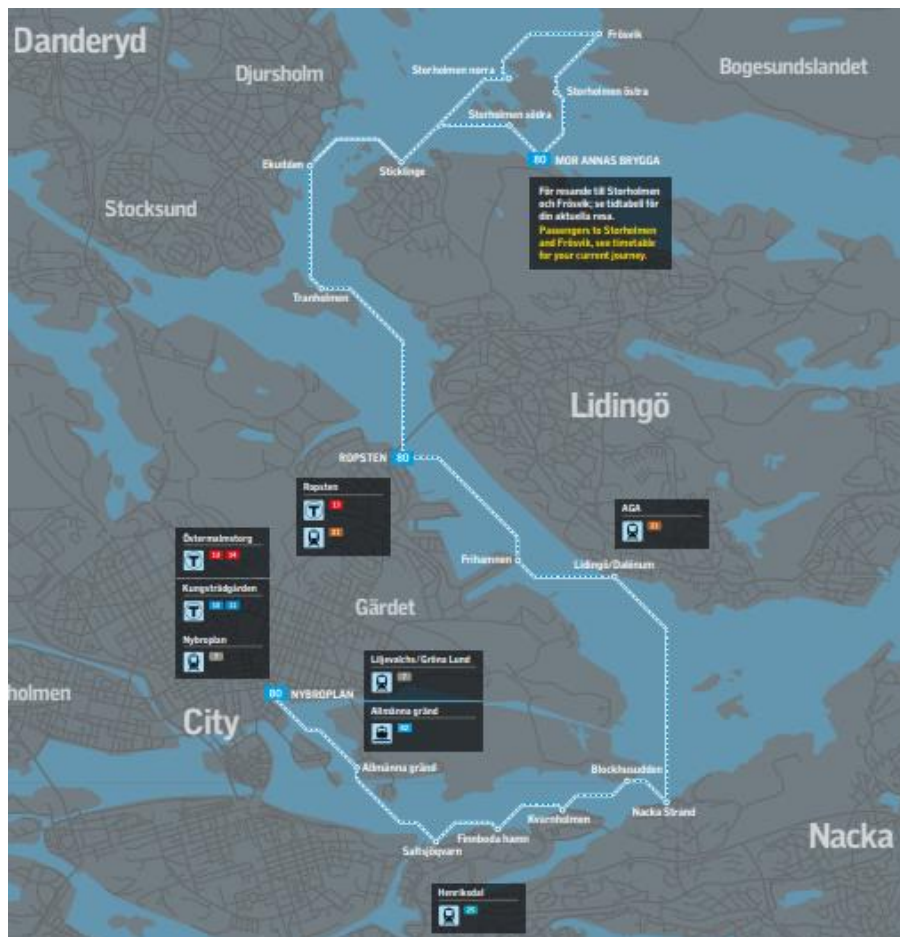 Danderyd
Djursholm
Frösvik
Bogesundslandet
Storholmen norra
Storholmen östra
Storholmen södra
80 MOR ANNAS BRYGGA
Ekudden
Sticklinge
För resande till Storholmen
och Frösvik; se tidtabell för
din aktuella resa.
Passengers to Storholmen
and Frösvik, see timetable
for your current journey.
Stocksund
Tranholmen
Lidingö
ROPSTEN 80
Ropsten
T 13
21
AGA
21
Östermalmstorg
T 13 14
Frihamnen
Lidingö/Dalénum
Kungsträdgården
T 10 11
Gärdet
Nybroplan
7
Liljevalchs/Gröna Lund
7
holmen
80 NYBROPLAN
City
Allmänna gränd
82
Allmänna gränd
Blockhusudden
Kvarnholmen
Nacka Strand
Finnboda hamn
Saltsjöqvarn
Nacka
Henriksdal
25